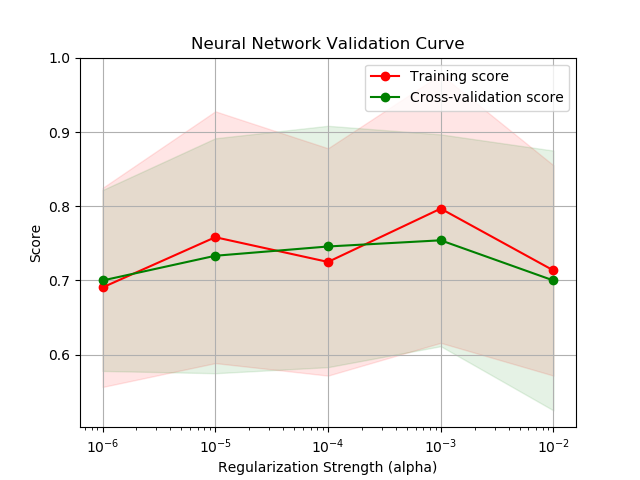 Neural Network Validation Curve
Training score
Cross-validation score
Score
1.0
0.9
0.8
0.7
0.6
10⁻⁶ 10⁻⁵ 10⁻⁴ 10⁻³ 10⁻²
Regularization Strength (alpha)